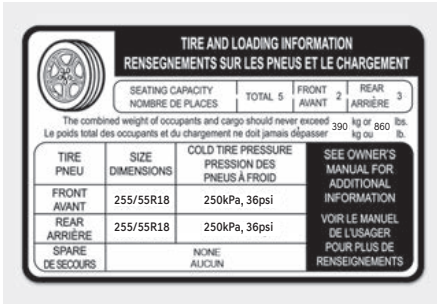 TIRE AND LOADING INFORMATION
RENSEGNEMENTS SUR LES PNEUS ET LE CHARGEMENT
SEATING CAPACITY
NOMBRE DE PLACES
TOTAL 5
FRONT
AVANT
2
REAR
ARRIÈRE
3
The combined weight of occupants and cargo should never exceed 390 kg or 860 lbs.
Le poids total des occupants et du chargement ne doit jamais dépasser kg ou lb.
TIRE
PNEU
SIZE
DIMENSIONS
COLD TIRE PRESSURE
PRESSION DES
PNEUS À FROID
FRONT
AVANT
255/55R18
250kPa, 36psi
REAR
ARRIÈRE
255/55R18
250kPa, 36psi
SPARE
DE SECOURS
NONE
AUCUN
SEE OWNER'S
MANUAL FOR
ADDITIONAL
INFORMATION
VOIR LE MANUEL
DE L'USAGER
POUR PLUS DE
RENSEIGNEMENTS